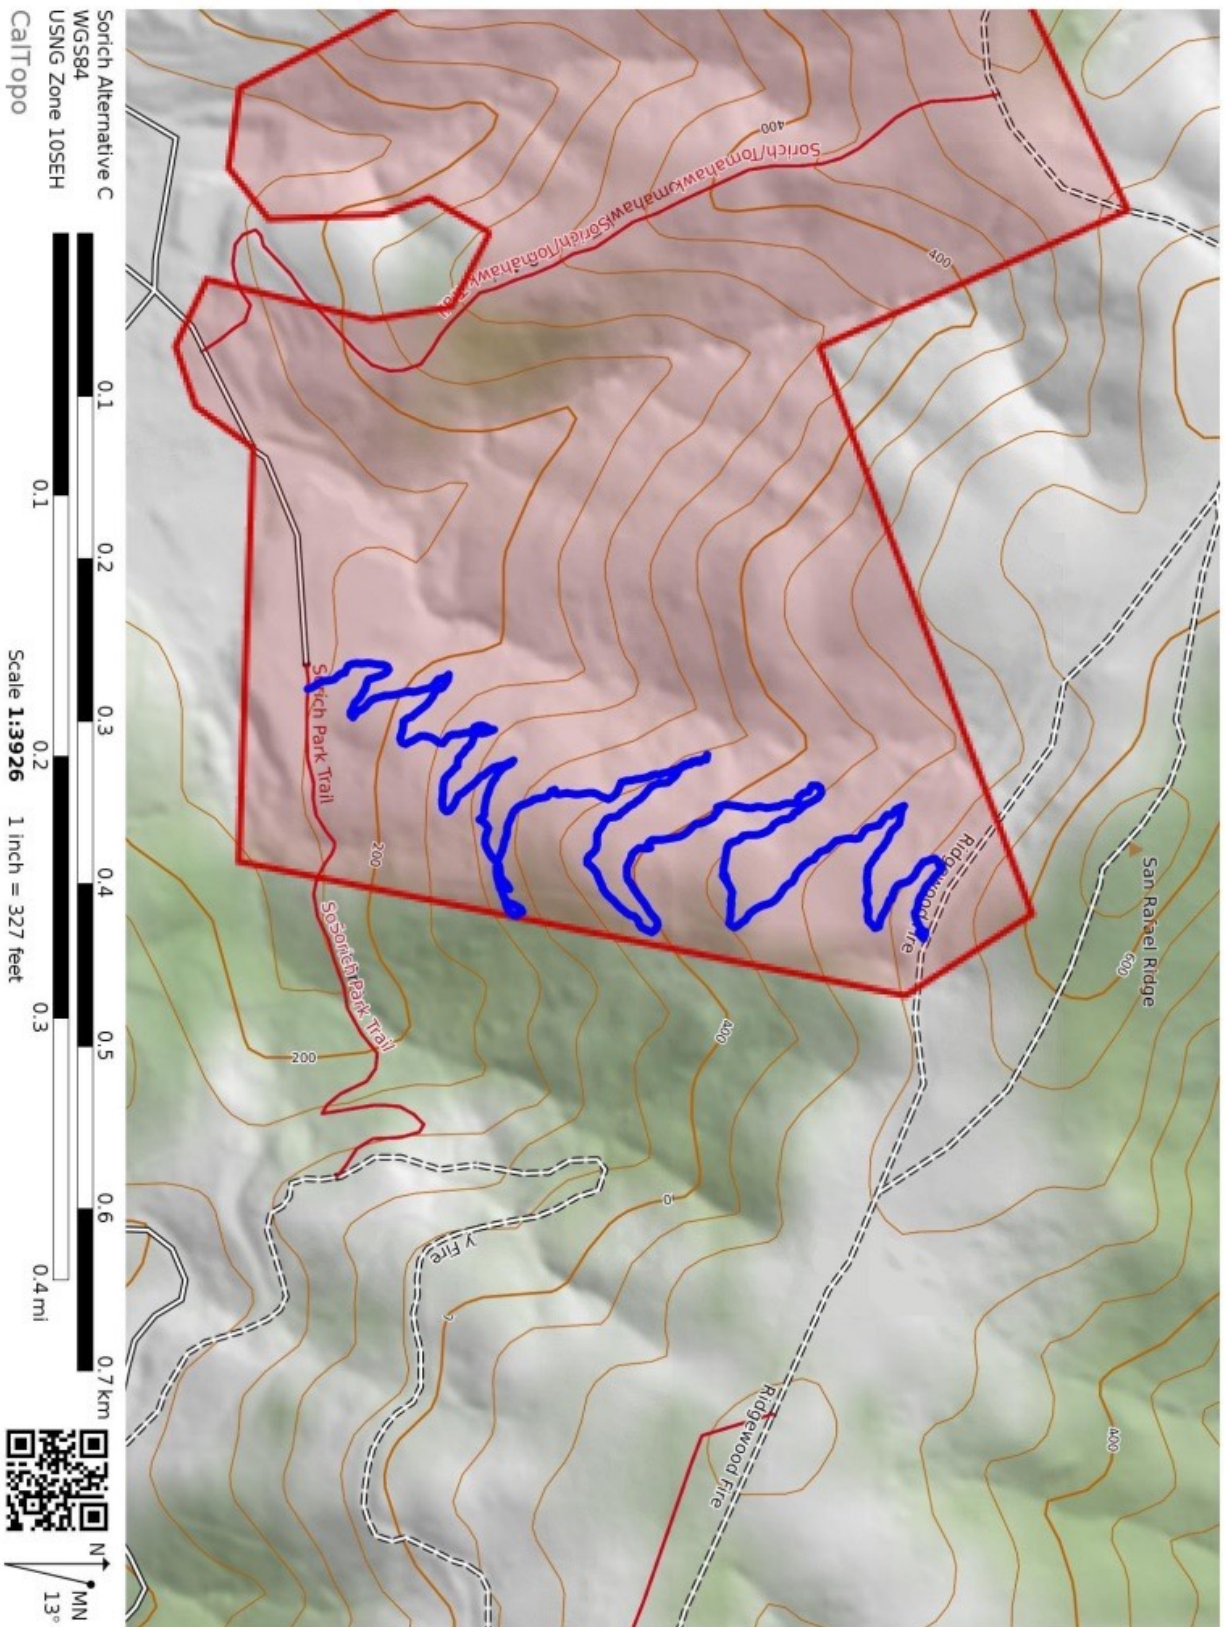 Sorich Alternative C
WGS84
USNG Zone 10SEH
CalTopo
0.1
0.2
0.3
0.4
0.5
0.6
0.7 km
0.1
0.2
0.3
0.4 mi
Scale 1:3926 1 inch = 327 feet
N
MN
13°
400
Sorich/Tomahawk
Sorich/Tomahawk
400
Sorich Park Trail
200
Sorich Park Trail
200
Ridgewood Fire
San Rafael Ridge
600
400
0
y Fire
Ridgewood Fire
400